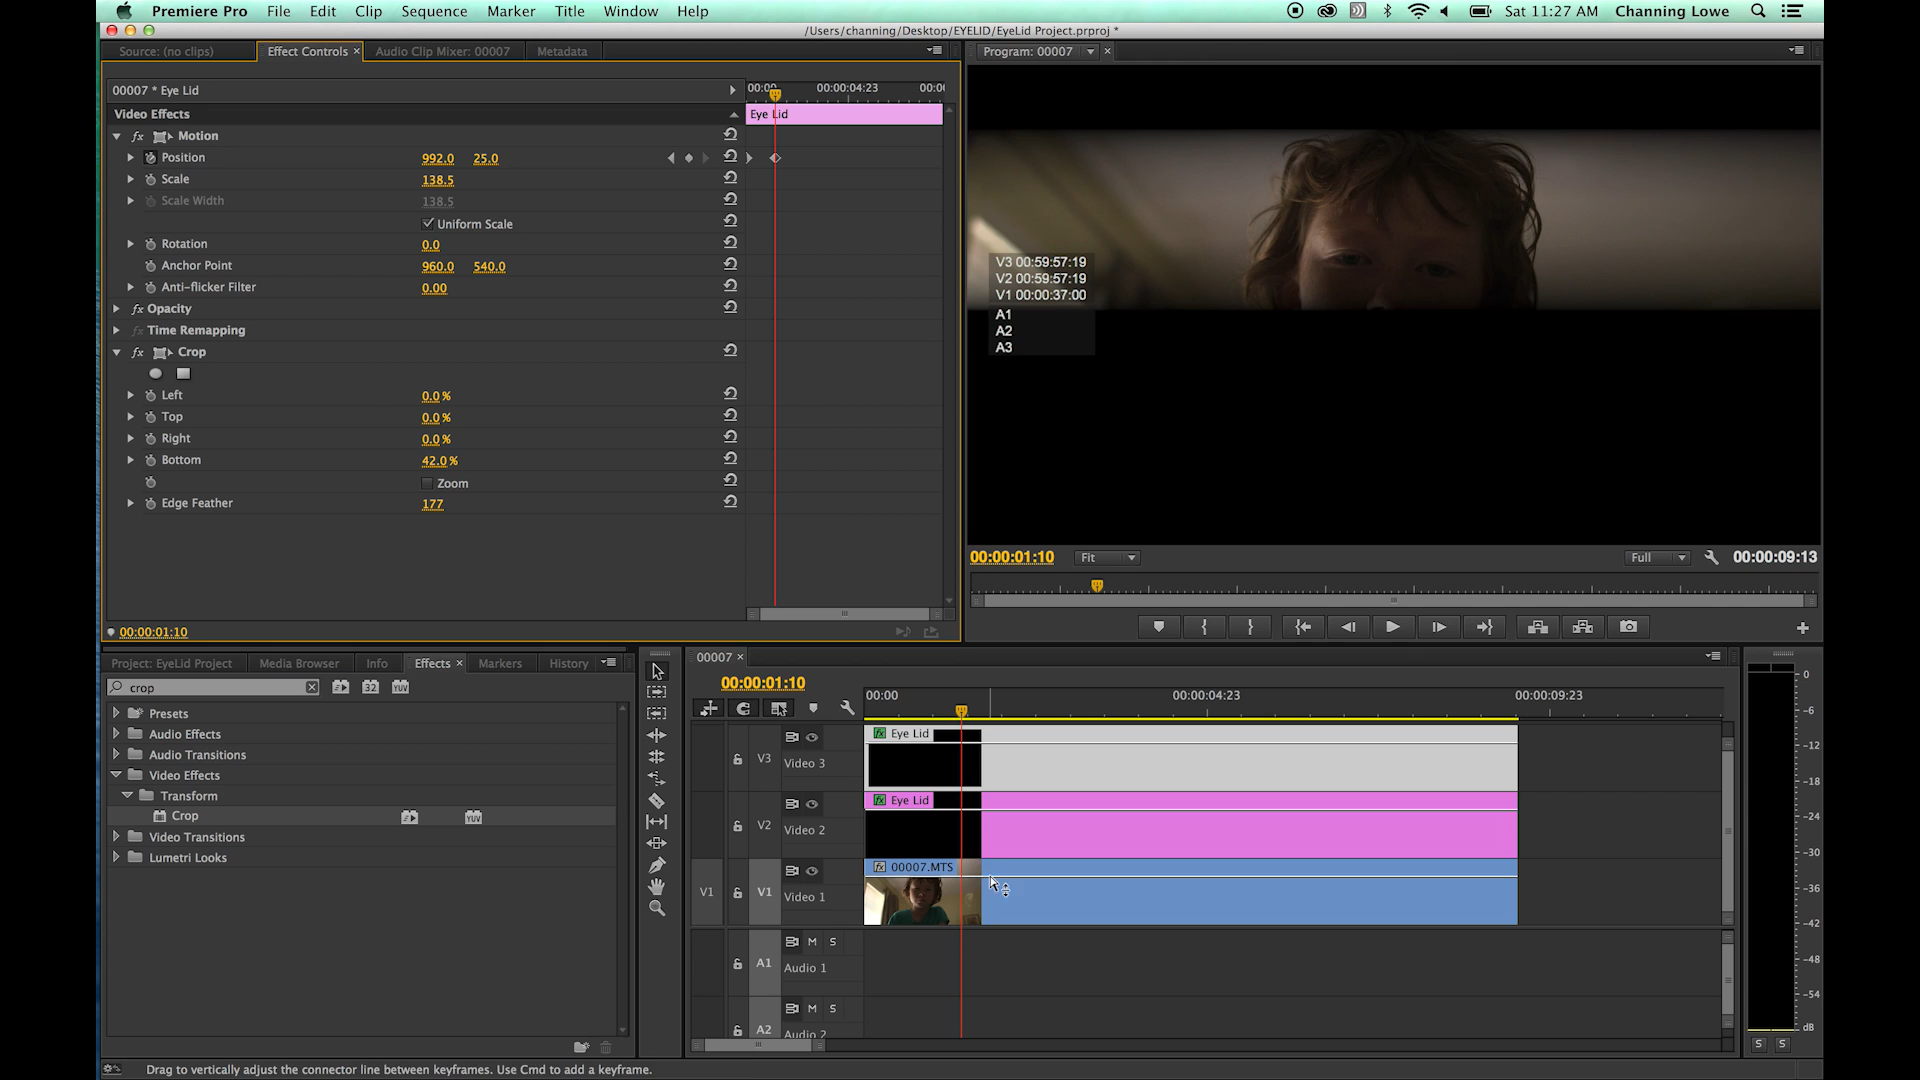 Premiere Pro File Edit Clip Sequence Marker Title Window Help Sat 11:27 AM Channing Lowe
/Users/channing/Desktop/EYELID/EyeLid Project.prproj *
Source: (no clips) Effect Controls × Audio Clip Mixer: 00007 Metadata
Program: 00007 ×
00007 * Eye Lid
00:00 00:00:04:23 00:0
Video Effects
Eye Lid
Motion
Position 992.0 25.0
Scale 138.5
Scale Width 138.5
Uniform Scale
Rotation 0.0
Anchor Point 960.0 540.0
Anti-flicker Filter 0.00
fx Opacity
fx Time Remapping
fx Crop
Left 0.0 %
Top 0.0 %
Right 0.0 %
Bottom 42.0 %
Zoom
Edge Feather 177
00:00:01:10
V3 00:59:57:19
V2 00:59:57:19
V1 00:00:37:00
A1
A2
A3
00:00:01:10 Fit Full 00:00:09:13
Project: EyeLid Project Media Browser Info Effects × Markers History
crop 32 YUV
Presets
Audio Effects
Audio Transitions
Video Effects
Transform
Crop YUV
Video Transitions
Lumetri Looks
00007 ×
00:00:01:10
00:00 00:00:04:23 00:00:09:23
V3 Video 3 fx Eye Lid
V2 Video 2 fx Eye Lid
V1 V1 Video 1 fx 00007.MTS
A1 M S Audio 1
A2 M S Audio 2
0
-6
-12
-18
-24
-30
-36
-42
-48
-54
dB
S S
Drag to vertically adjust the connector line between keyframes. Use Cmd to add a keyframe.